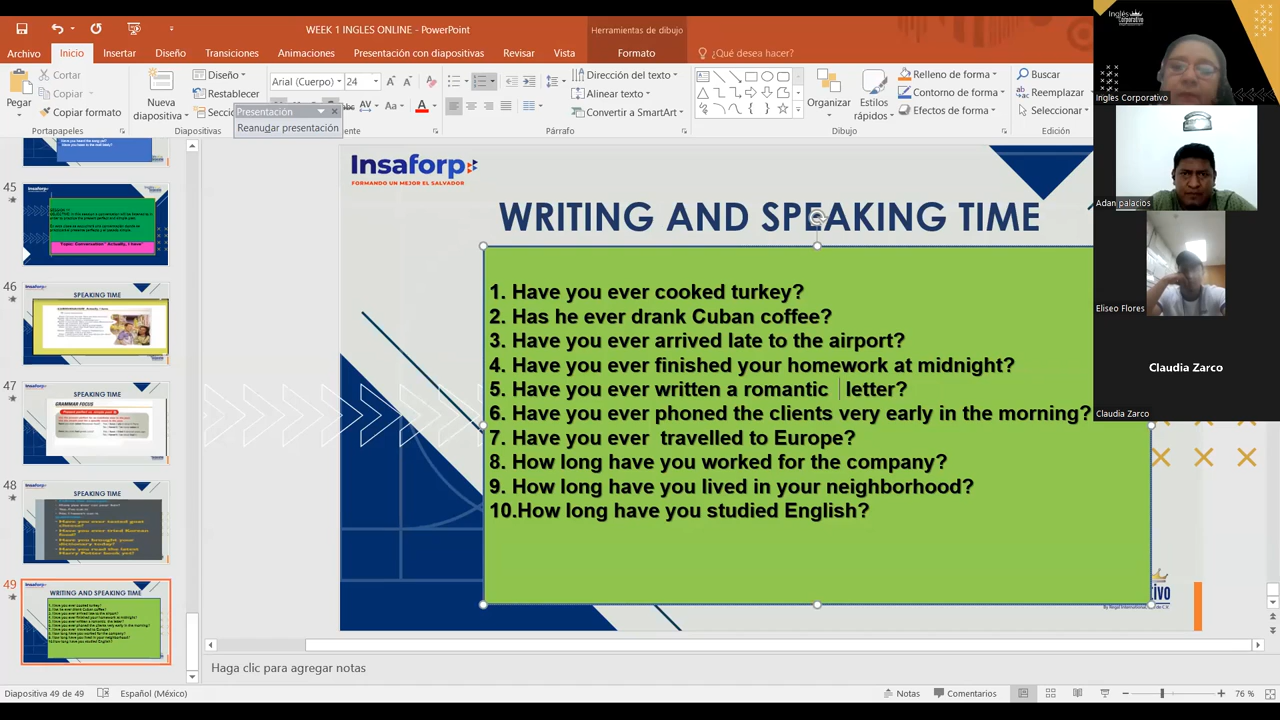 WEEK 1 INGLES ONLINE - PowerPoint
Herramientas de dibujo
Archivo Inicio Insertar Diseño Transiciones Animaciones Presentación con diapositivas Revisar Vista Formato ¿Qué desea hacer?
Pegar
Cortar
Copiar
Copiar formato
Portapapeles
Nueva diapositiva
Diseño
Restablecer
Diapositivas
Presentación
Reanudar presentación
Arial (Cuerpo) 24
Dirección del texto
Alinear texto
Convertir a SmartArt
Párrafo
Organizar
Estilos rápidos
Relleno de forma
Contorno de forma
Efectos de forma
Dibujo
Buscar
Reemplazar
Seleccionar
Edición
Inglés Corporativo
Ingles Corporativo
Adan palacios
Eliseo Flores
Claudia Zarco
Claudia Zarco
45
46
SPEAKING TIME
47
GRAMMAR FOCUS
48
SPEAKING TIME
49
WRITING AND SPEAKING TIME
Insaforp
FORMANDO UN MEJOR EL SALVADOR
WRITING AND SPEAKING TIME
1. Have you ever cooked turkey?
2. Has he ever drank Cuban coffee?
3. Have you ever arrived late to the airport?
4. Have you ever finished your homework at midnight?
5. Have you ever written a romantic letter?
6. Have you ever phoned the clients very early in the morning?
7. Have you ever travelled to Europe?
8. How long have you worked for the company?
9. How long have you lived in your neighborhood?
10.How long have you studied English?
Haga clic para agregar notas
Diapositiva 49 de 49 Español (México) Notas Comentarios 76 %